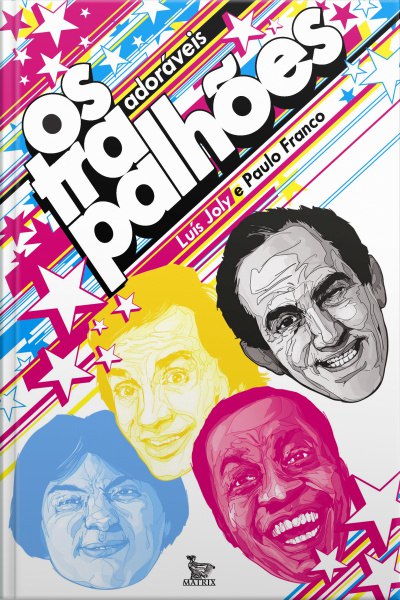 os
adoráveis
tra
palhões
Luís Joly e Paulo Franco
MATRIX